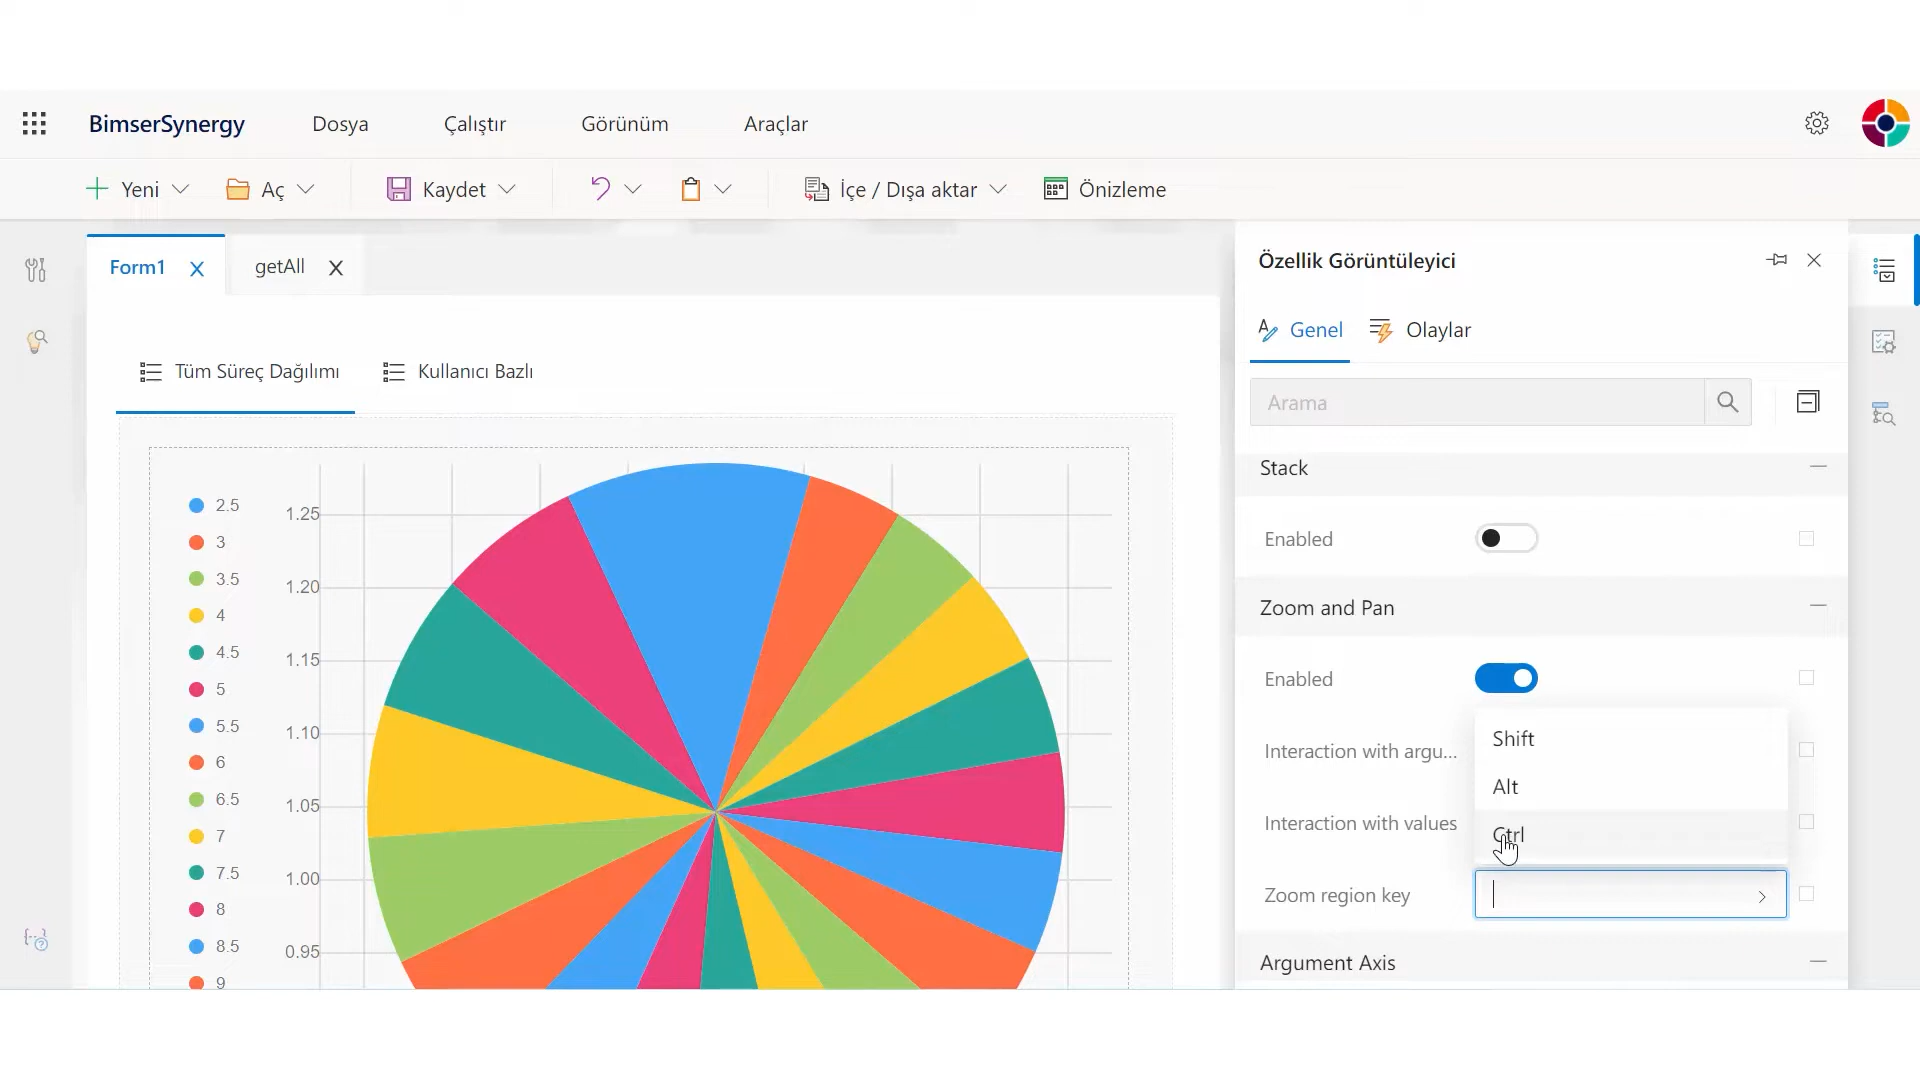 BimserSynergy Dosya Çalıştır Görünüm Araçlar
Yeni Aç Kaydet İçe / Dışa aktar Önizleme
Form1 X getAll X
Tüm Süreç Dağılımı Kullanıcı Bazlı
2.5
3
3.5
4
4.5
5
5.5
6
6.5
7
7.5
8
8.5
9
1.25
1.20
1.15
1.10
1.05
1.00
0.95
Özellik Görüntüleyici
Genel Olaylar
Arama
Stack
Enabled
Zoom and Pan
Enabled
Interaction with argu...
Interaction with values
Zoom region key
Shift
Alt
Ctrl
Argument Axis